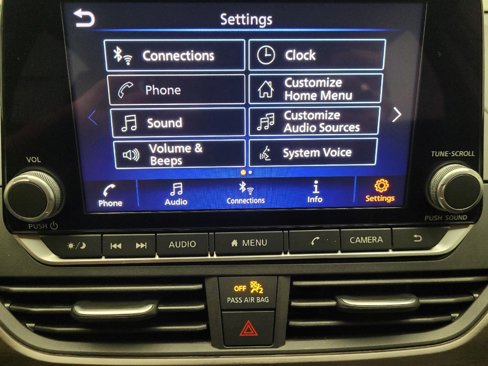 Settings
Connections
Clock
Phone
Customize
Home Menu
Sound
Customize
Audio Sources
Volume &
Beeps
System Voice
Phone
Audio
Connections
i
Info
Settings
VOL
PUSH
TUNE·SCROLL
PUSH SOUND
AUDIO
MENU
CAMERA
OFF
2
PASS AIR BAG